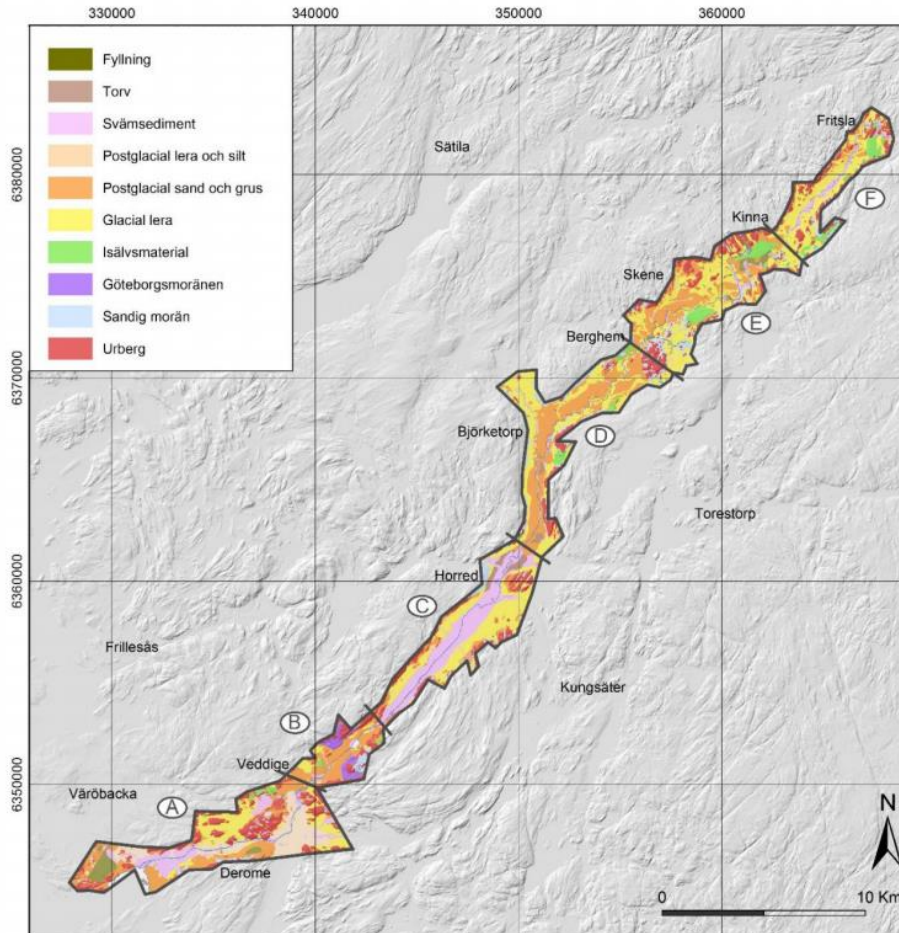 330000 340000 350000 360000
Fyllning
Torv
Svämsediment
Postglacial lera och silt
Postglacial sand och grus
Glacial lera
Isälvsmaterial
Göteborgsmoränen
Sandig morän
Urberg
6380000
6370000
6360000
6350000
Fritsla
Sätila
F
Kinna
Skene
E
Berghem
Björketorp
D
Torestorp
Horred
C
Frillesås
Kungsäter
B
Veddige
Väröbacka
A
Derome
N
0 10 Km